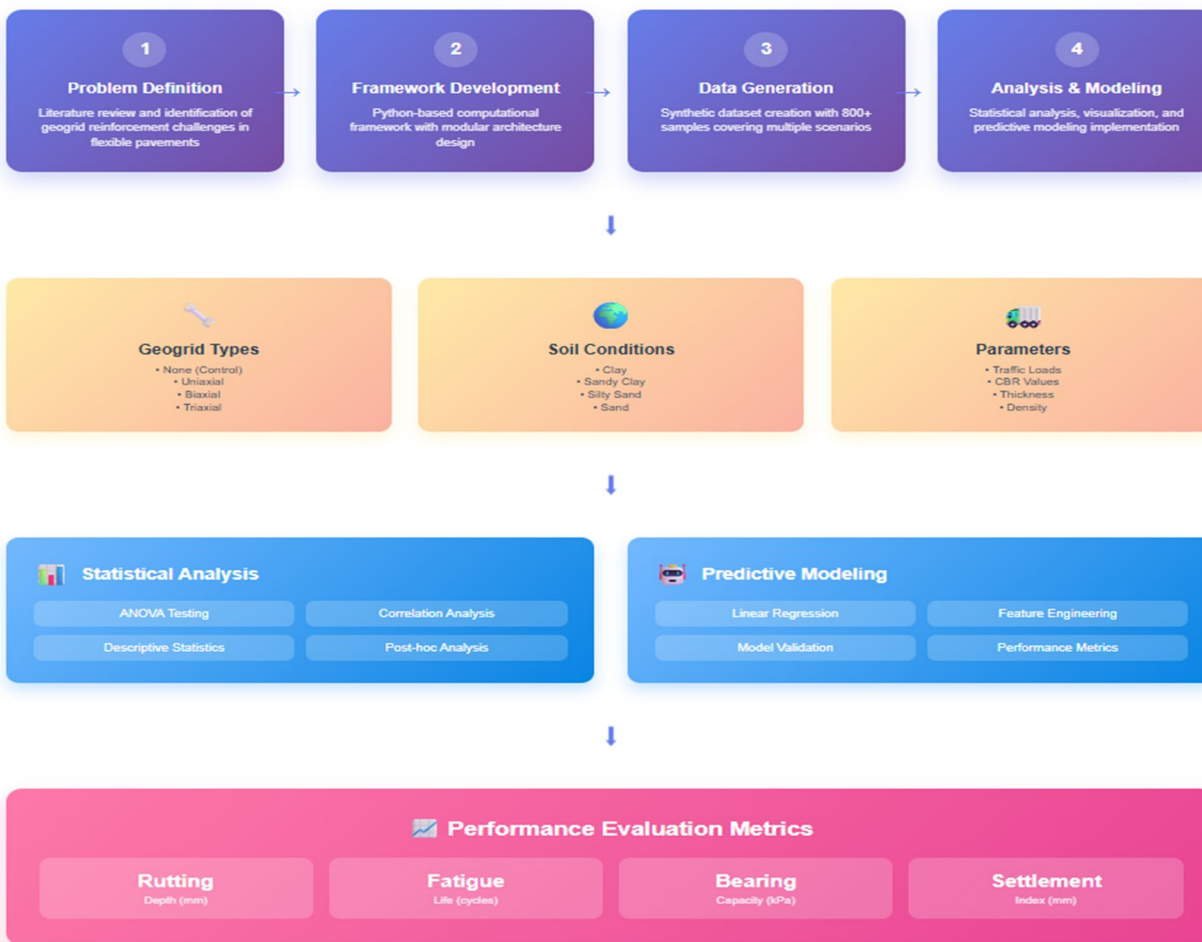 1
Problem Definition
Literature review and identification of
geogrid reinforcement challenges in
flexible pavements
→
2
Framework Development
Python-based computational
framework with modular architecture
design
→
3
Data Generation
Synthetic dataset creation with 800+
samples covering multiple scenarios
→
4
Analysis & Modeling
Statistical analysis, visualization, and
predictive modeling implementation
Geogrid Types
• None (Control)
• Uniaxial
• Biaxial
• Triaxial
Soil Conditions
• Clay
• Sandy Clay
• Silty Sand
• Sand
Parameters
• Traffic Loads
• CBR Values
• Thickness
• Density
Statistical Analysis
ANOVA Testing
Correlation Analysis
Descriptive Statistics
Post-hoc Analysis
Predictive Modeling
Linear Regression
Feature Engineering
Model Validation
Performance Metrics
Performance Evaluation Metrics
Rutting
Depth (mm)
Fatigue
Life (cycles)
Bearing
Capacity (kPa)
Settlement
Index (mm)